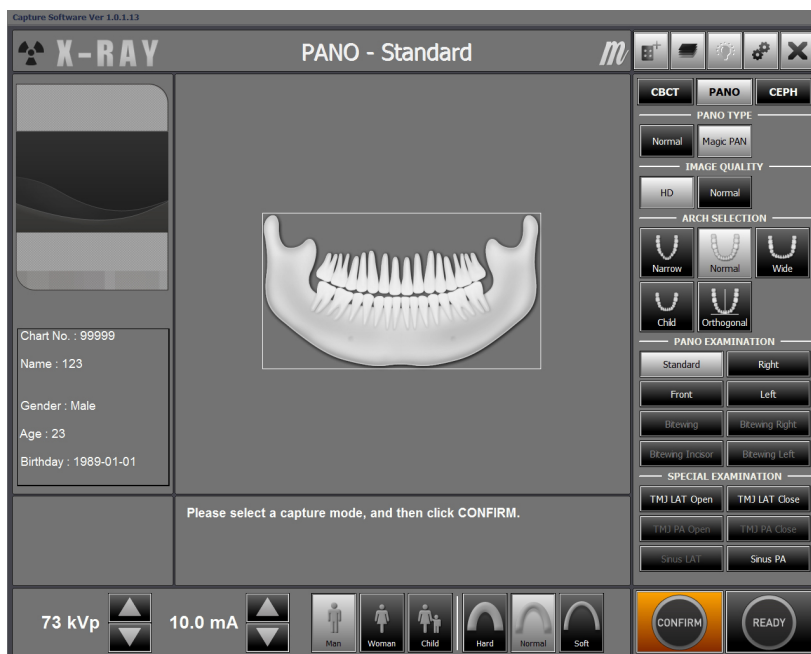 Capture Software Ver 1.0.1.13
X-RAY
PANO - Standard
m
CBCT PANO CEPH
PANO TYPE
Normal Magic PAN
IMAGE QUALITY
HD Normal
ARCH SELECTION
Narrow Normal Wide
Child Orthogonal
PANO EXAMINATION
Standard Right
Front Left
Bitewing Bitewing Right
Bitewing Incisor Bitewing Left
SPECIAL EXAMINATION
TMJ LAT Open TMJ LAT Close
TMJ PA Open TMJ PA Close
Sinus LAT Sinus PA
Chart No. : 99999
Name : 123
Gender : Male
Age : 23
Birthday : 1989-01-01
Please select a capture mode, and then click CONFIRM.
73 kVp 10.0 mA
Man Woman Child Hard Normal Soft
CONFIRM READY